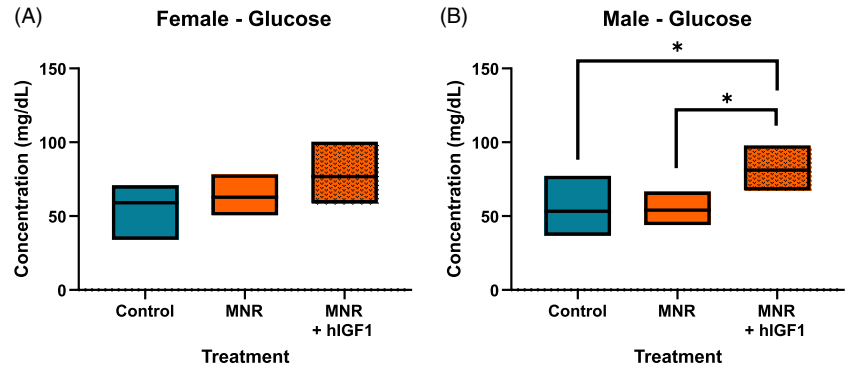 (A)
Female - Glucose
Concentration (mg/dL)
150
100
50
0
Control
MNR
MNR
+ hIGF1
Treatment
(B)
Male - Glucose
Concentration (mg/dL)
150
100
50
0
*
*
Control
MNR
MNR
+ hIGF1
Treatment